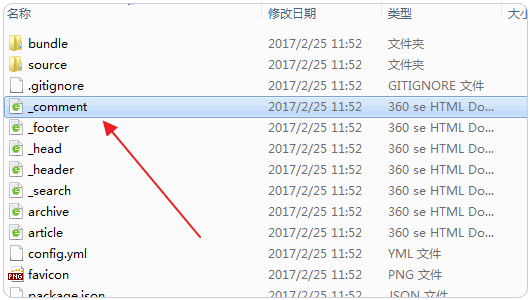 名称 修改日期 类型 大小
bundle 2017/2/25 11:52 文件夹
source 2017/2/25 11:52 文件夹
.gitignore 2017/2/25 11:52 GITIGNORE 文件
_comment 2017/2/25 11:52 360 se HTML Do...
_footer 2017/2/25 11:52 360 se HTML Do...
_head 2017/2/25 11:52 360 se HTML Do...
_header 2017/2/25 11:52 360 se HTML Do...
_search 2017/2/25 11:52 360 se HTML Do...
archive 2017/2/25 11:52 360 se HTML Do...
article 2017/2/25 11:52 360 se HTML Do...
config.yml 2017/2/25 11:52 YML 文件
PNG favicon 2017/2/25 11:52 PNG 文件
package.json 2017/2/25 11:52 JSON 文件